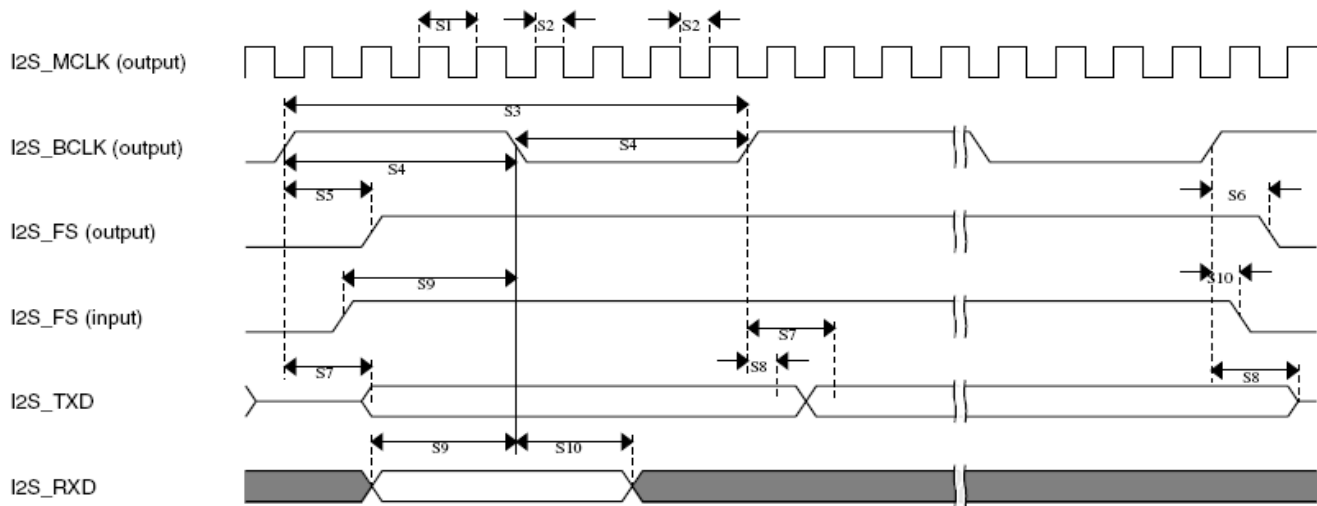 S1 S2 S2
I2S_MCLK (output)
S3
I2S_BCLK (output)
S4
S4
S5 S6
I2S_FS (output)
S9 S10
I2S_FS (input)
S7
S7 S8 S8
I2S_TXD
S9 S10
I2S_RXD